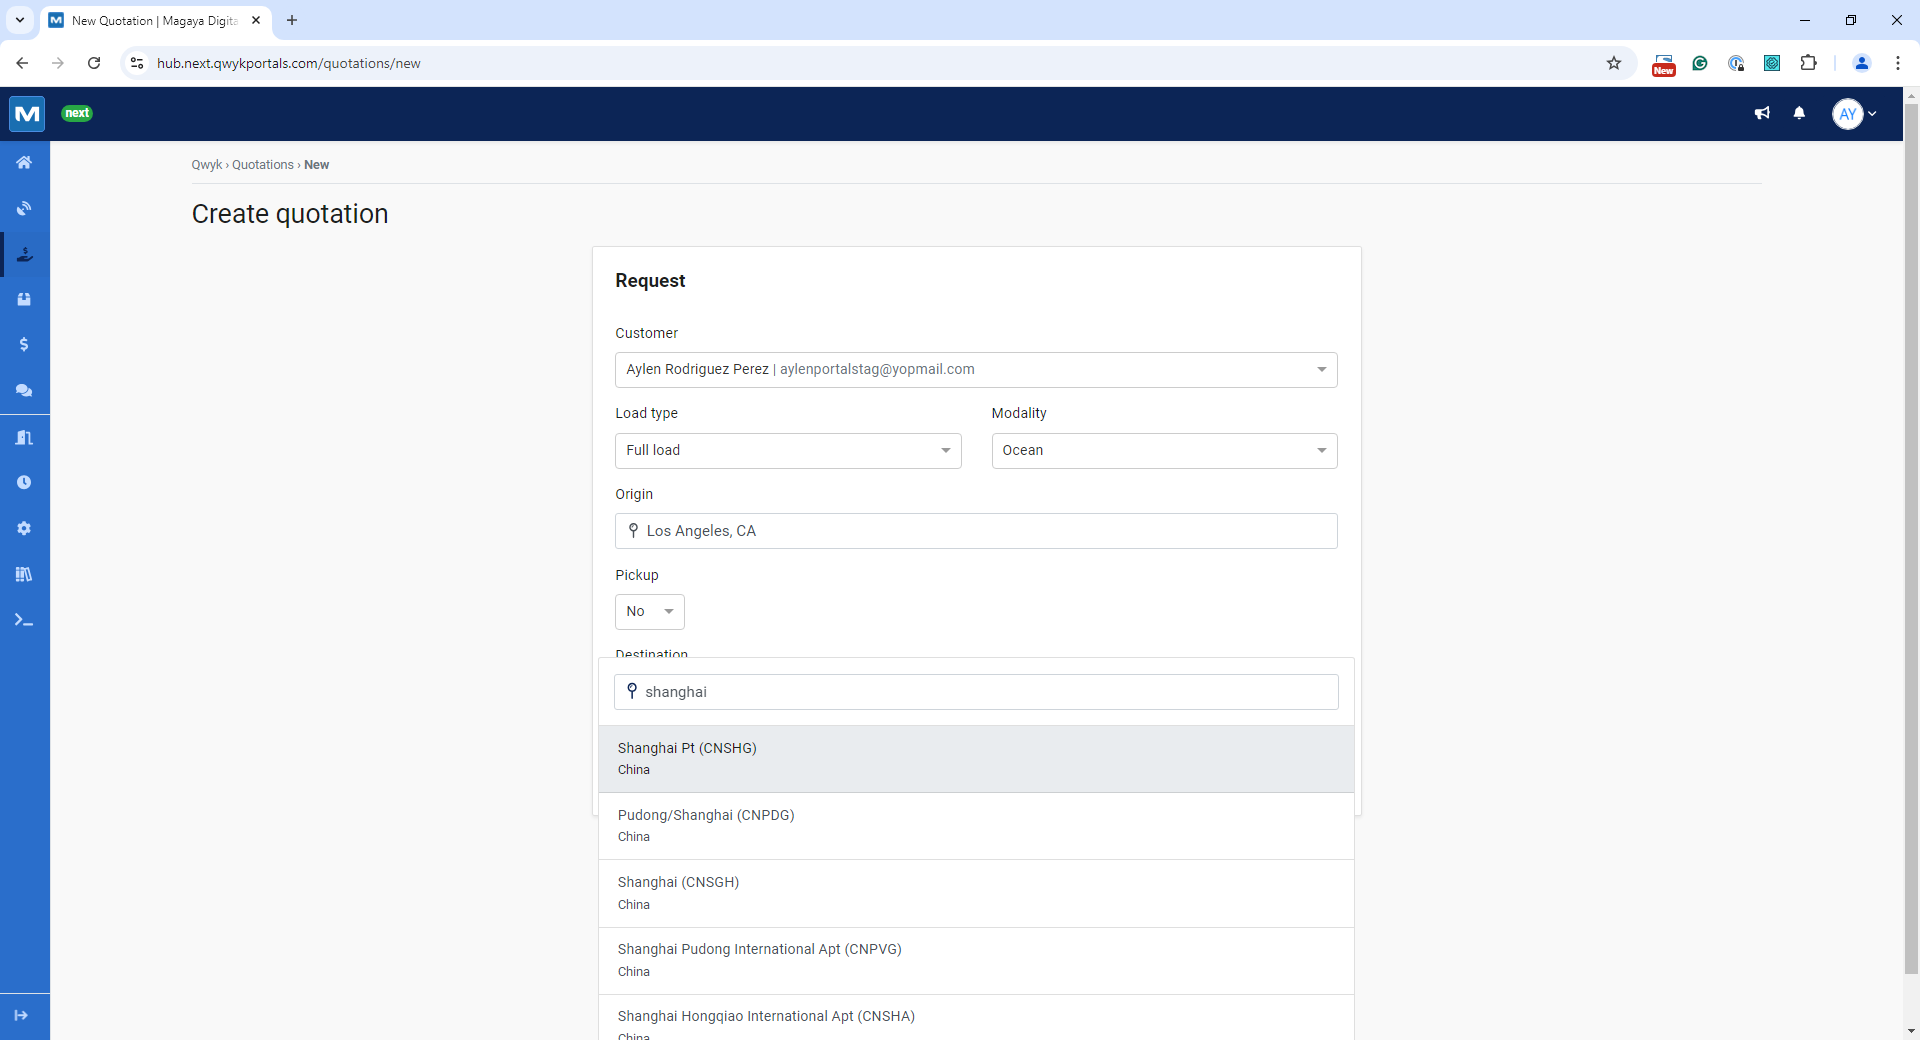 New Quotation | Magaya Digita
hub.next.qwykportals.com/quotations/new
New
M
next
AY
Qwyk › Quotations › New
Create quotation
Request
Customer
Aylen Rodriguez Perez | aylenportalstag@yopmail.com
Load type
Modality
Full load
Ocean
Origin
Los Angeles, CA
Pickup
No
Destination
shanghai
Shanghai Pt (CNSHG)
China
Pudong/Shanghai (CNPDG)
China
Shanghai (CNSGH)
China
Shanghai Pudong International Apt (CNPVG)
China
Shanghai Hongqiao International Apt (CNSHA)
China